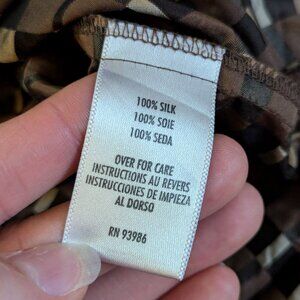 100% SILK
100% SOIE
100% SEDA
OVER FOR CARE
INSTRUCTIONS AU REVERS
INSTRUCCIONES DE IMPIEZA
AL DORSO
RN 93986